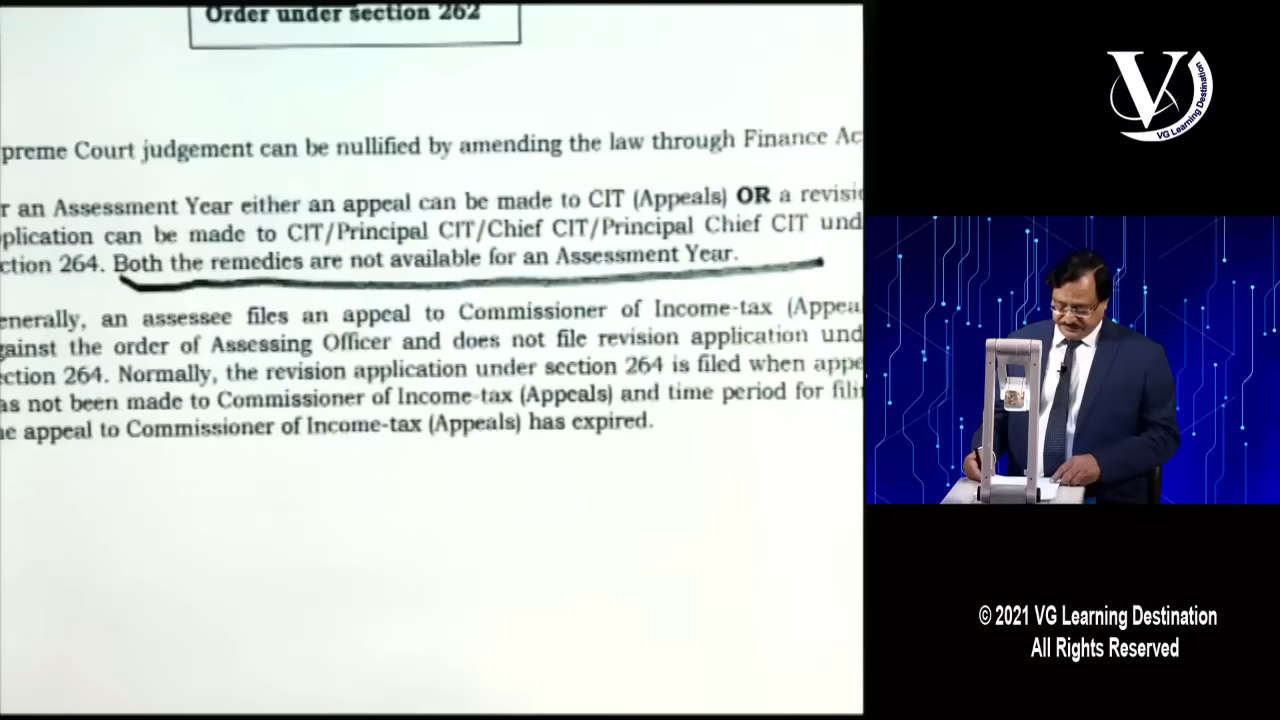 Order under section 262
preme Court judgement can be nullified by amending the law through Finance Ac
r an Assessment Year either an appeal can be made to CIT (Appeals) OR a revisi
plication can be made to CIT/Principal CIT/Chief CIT/Principal Chief CIT und
ction 264. Both the remedies are not available for an Assessment Year.
enerally, an assessee files an appeal to Commissioner of Income-tax (Appea
gainst the order of Assessing Officer and does not file revision application und
ction 264. Normally, the revision application under section 264 is filed when appe
as not been made to Commissioner of Income-tax (Appeals) and time period for fili
he appeal to Commissioner of Income-tax (Appeals) has expired.
V
VG Learning Destination
© 2021 VG Learning Destination
All Rights Reserved